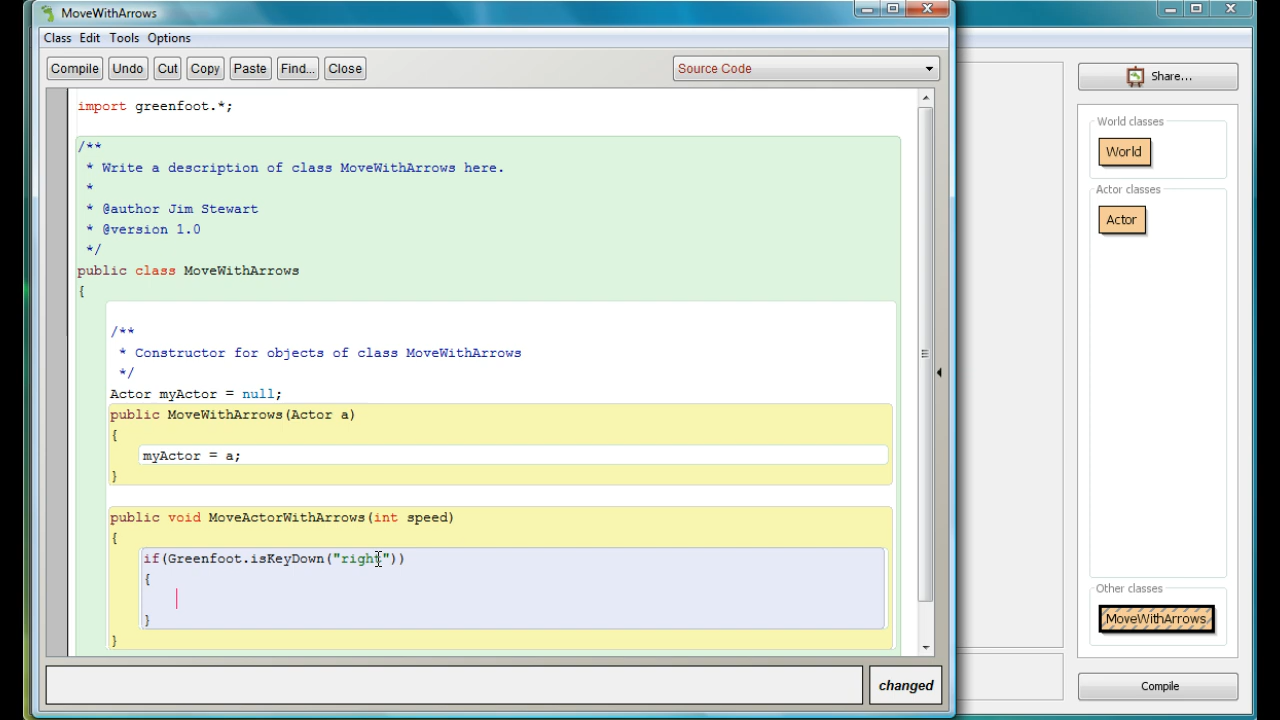 MoveWithArrows
Class Edit Tools Options
Compile Undo Cut Copy Paste Find... Close Source Code
import greenfoot.*;
/**
* Write a description of class MoveWithArrows here.
*
* @author Jim Stewart
* @version 1.0
*/
public class MoveWithArrows
{
/**
* Constructor for objects of class MoveWithArrows
*/
Actor myActor = null;
public MoveWithArrows(Actor a)
{
myActor = a;
}
public void MoveActorWithArrows(int speed)
{
if(Greenfoot.isKeyDown("right"))
{
}
}
changed
Share...
World classes
World
Actor classes
Actor
Other classes
MoveWithArrows
Compile